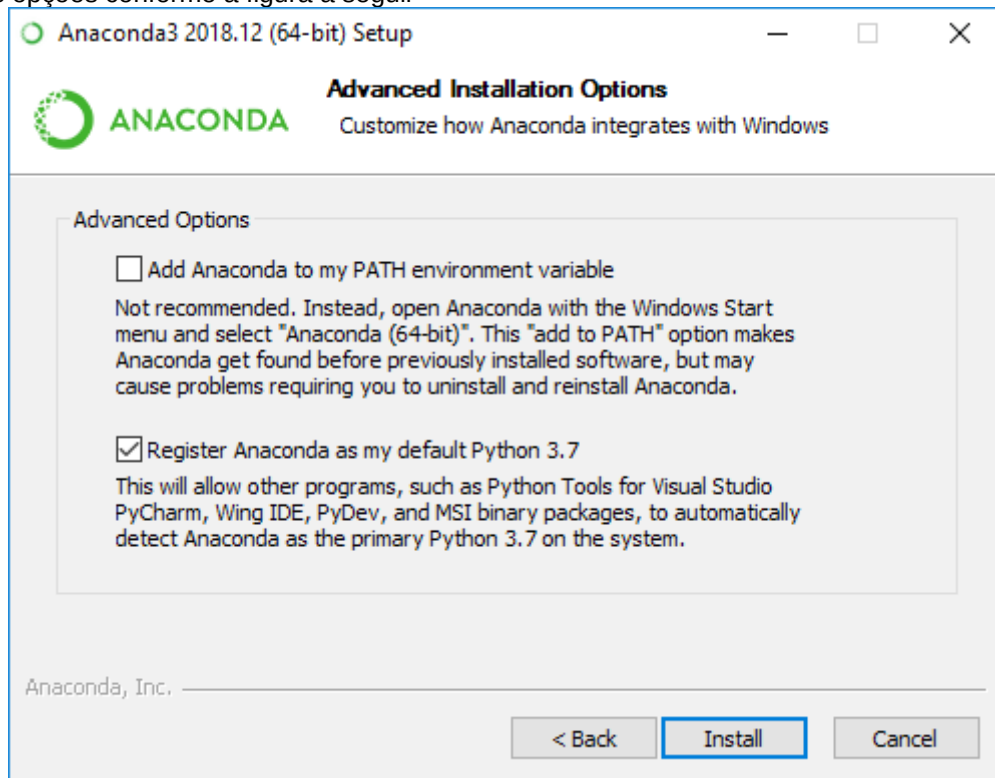 opções conforme a figura a seguir
Anaconda3 2018.12 (64-bit) Setup
ANACONDA
Advanced Installation Options
Customize how Anaconda integrates with Windows
Advanced Options
Add Anaconda to my PATH environment variable
Not recommended. Instead, open Anaconda with the Windows Start
menu and select "Anaconda (64-bit)". This "add to PATH" option makes
Anaconda get found before previously installed software, but may
cause problems requiring you to uninstall and reinstall Anaconda.
Register Anaconda as my default Python 3.7
This will allow other programs, such as Python Tools for Visual Studio
PyCharm, Wing IDE, PyDev, and MSI binary packages, to automatically
detect Anaconda as the primary Python 3.7 on the system.
Anaconda, Inc.
< Back
Install
Cancel